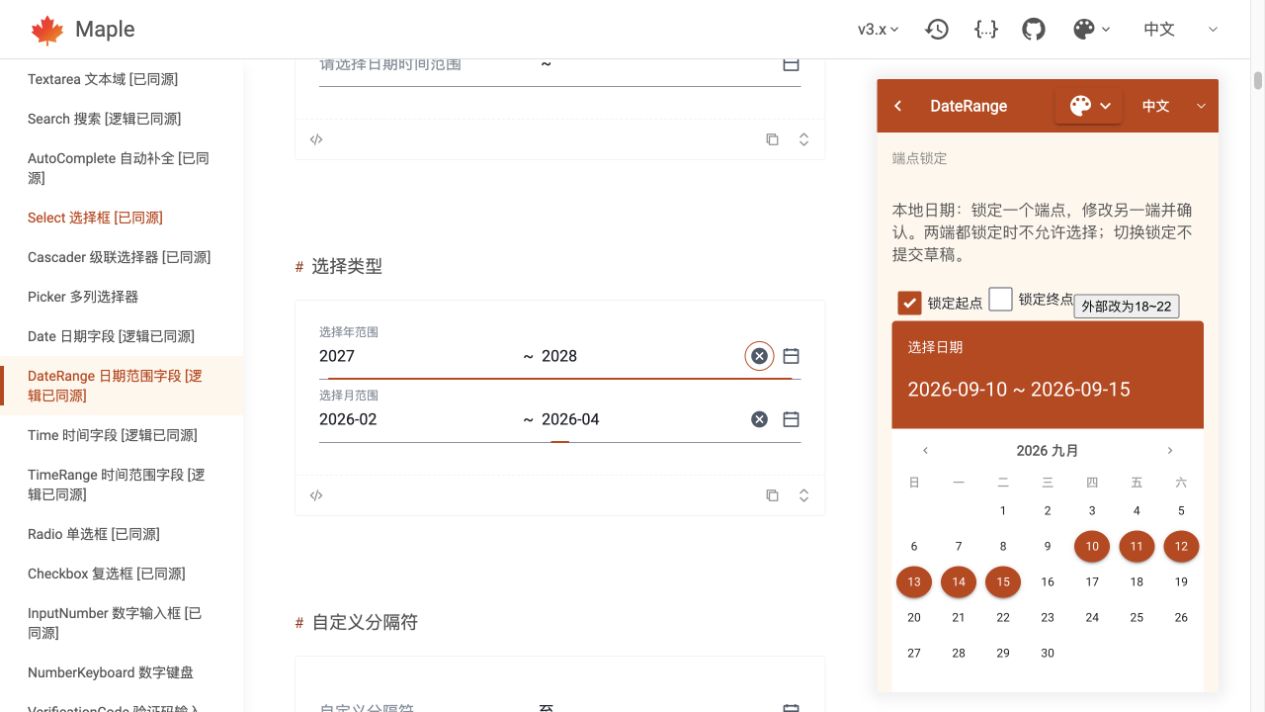 Maple
v3.x
{...}
中文
Textarea 文本域 [已同源]
Search 搜索 [逻辑已同源]
AutoComplete 自动补全 [已同
源]
Select 选择框 [已同源]
Cascader 级联选择器 [已同源]
Picker 多列选择器
Date 日期字段 [逻辑已同源]
DateRange 日期范围字段 [逻
辑已同源]
Time 时间字段 [逻辑已同源]
TimeRange 时间范围字段 [逻
辑已同源]
Radio 单选框 [已同源]
Checkbox 复选框 [已同源]
InputNumber 数字输入框 [已
同源]
NumberKeyboard 数字键盘
VerificationCode 验证码输入
请选择日期时间范围 ~
# 选择类型
选择年范围
2027 ~ 2028
选择月范围
2026-02 ~ 2026-04
# 自定义分隔符
自定义分隔符 至
DateRange
中文
端点锁定
本地日期：锁定一个端点，修改另一端并确
认。两端都锁定时不允许选择；切换锁定不
提交草稿。
锁定起点 锁定终点 外部改为18~22
选择日期
2026-09-10 ~ 2026-09-15
2026 九月
日 一 二 三 四 五 六
1 2 3 4 5
6 7 8 9 10 11 12
13 14 15 16 17 18 19
20 21 22 23 24 25 26
27 28 29 30